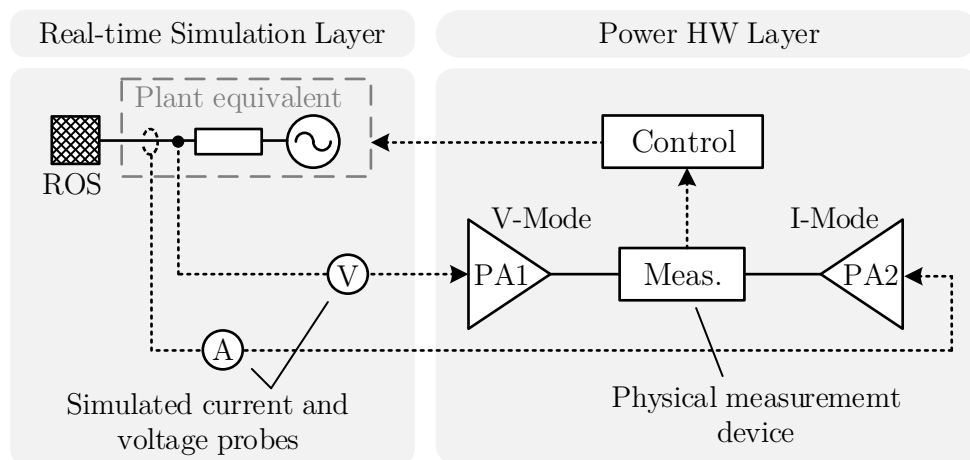 Real-time Simulation Layer
Power HW Layer
Plant equivalent
ROS
Control
V-Mode
I-Mode
V
PA1
Meas.
PA2
A
Simulated current and
voltage probes
Physical measurememt
device